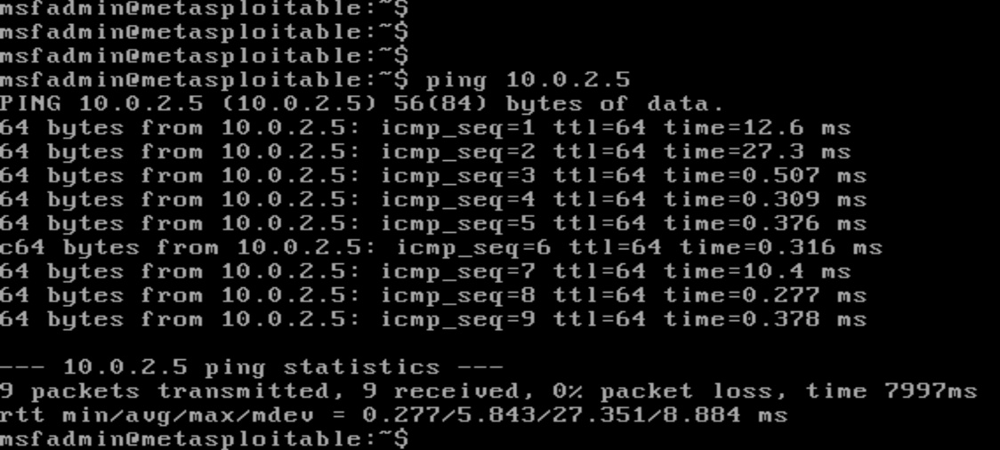 msfadmin@metasploitable:~$
msfadmin@metasploitable:~$
msfadmin@metasploitable:~$
msfadmin@metasploitable:~$ ping 10.0.2.5
PING 10.0.2.5 (10.0.2.5) 56(84) bytes of data.
64 bytes from 10.0.2.5: icmp_seq=1 ttl=64 time=12.6 ms
64 bytes from 10.0.2.5: icmp_seq=2 ttl=64 time=27.3 ms
64 bytes from 10.0.2.5: icmp_seq=3 ttl=64 time=0.507 ms
64 bytes from 10.0.2.5: icmp_seq=4 ttl=64 time=0.309 ms
64 bytes from 10.0.2.5: icmp_seq=5 ttl=64 time=0.376 ms
c64 bytes from 10.0.2.5: icmp_seq=6 ttl=64 time=0.316 ms
64 bytes from 10.0.2.5: icmp_seq=7 ttl=64 time=10.4 ms
64 bytes from 10.0.2.5: icmp_seq=8 ttl=64 time=0.277 ms
64 bytes from 10.0.2.5: icmp_seq=9 ttl=64 time=0.378 ms
--- 10.0.2.5 ping statistics ---
9 packets transmitted, 9 received, 0% packet loss, time 7997ms
rtt min/avg/max/mdev = 0.277/5.843/27.351/8.884 ms
msfadmin@metasploitable:~$